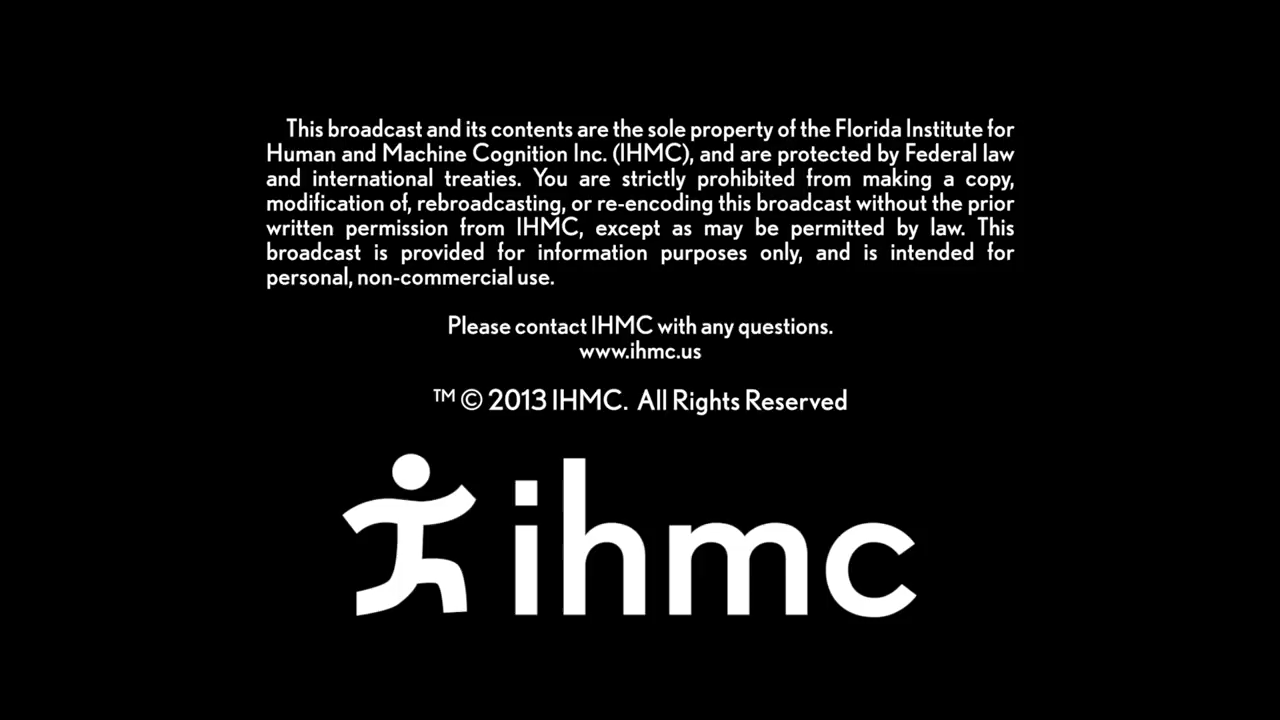 This broadcast and its contents are the sole property of the Florida Institute for
Human and Machine Cognition Inc. (IHMC), and are protected by Federal law
and international treaties. You are strictly prohibited from making a copy,
modification of, rebroadcasting, or re-encoding this broadcast without the prior
written permission from IHMC, except as may be permitted by law. This
broadcast is provided for information purposes only, and is intended for
personal, non-commercial use.
Please contact IHMC with any questions.
www.ihmc.us
™ © 2013 IHMC. All Rights Reserved
ihmc